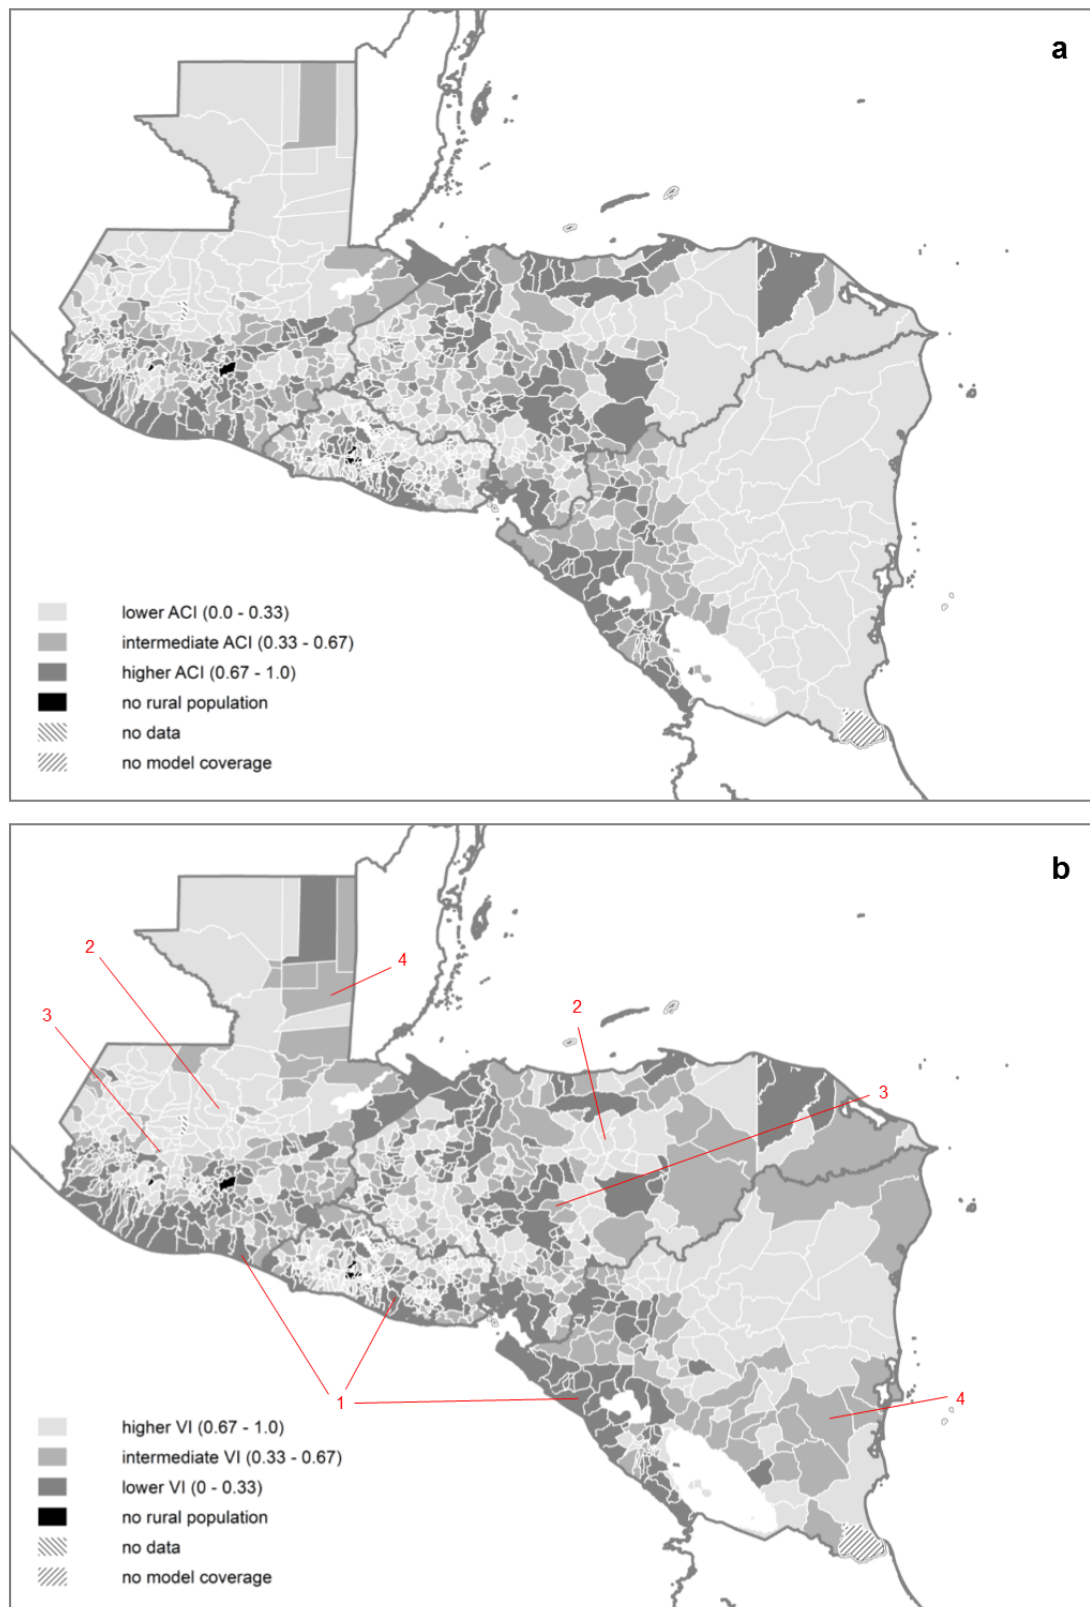 a
lower ACI (0.0 - 0.33)
intermediate ACI (0.33 - 0.67)
higher ACI (0.67 - 1.0)
no rural population
no data
no model coverage
b
2
4
3
2
3
1
4
higher VI (0.67 - 1.0)
intermediate VI (0.33 - 0.67)
lower VI (0 - 0.33)
no rural population
no data
no model coverage